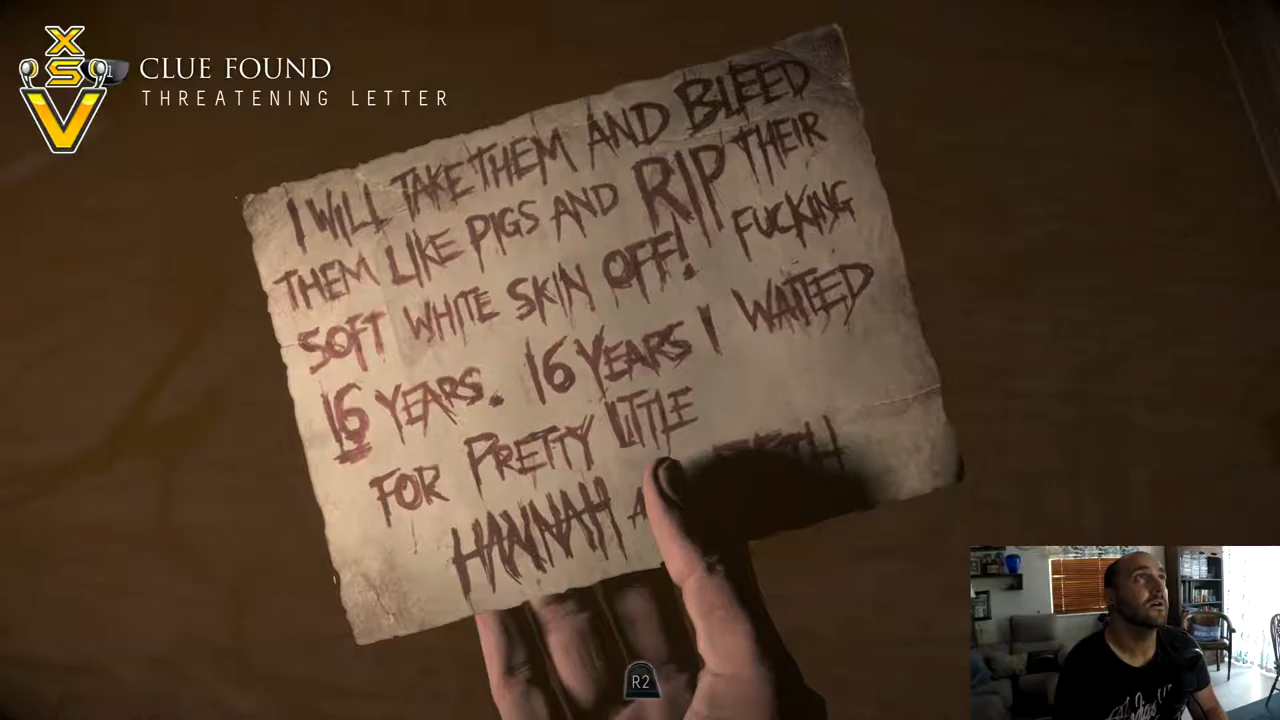 XSV
CLUE FOUND
THREATENING LETTER
I WILL TAKE THEM AND BLEED
THEM LIKE PIGS AND RIP THEIR
SOFT WHITE SKIN OFF! FUCKING
16 YEARS. 16 YEARS I WAITED
FOR PRETTY LITTLE
HANNAH
R2